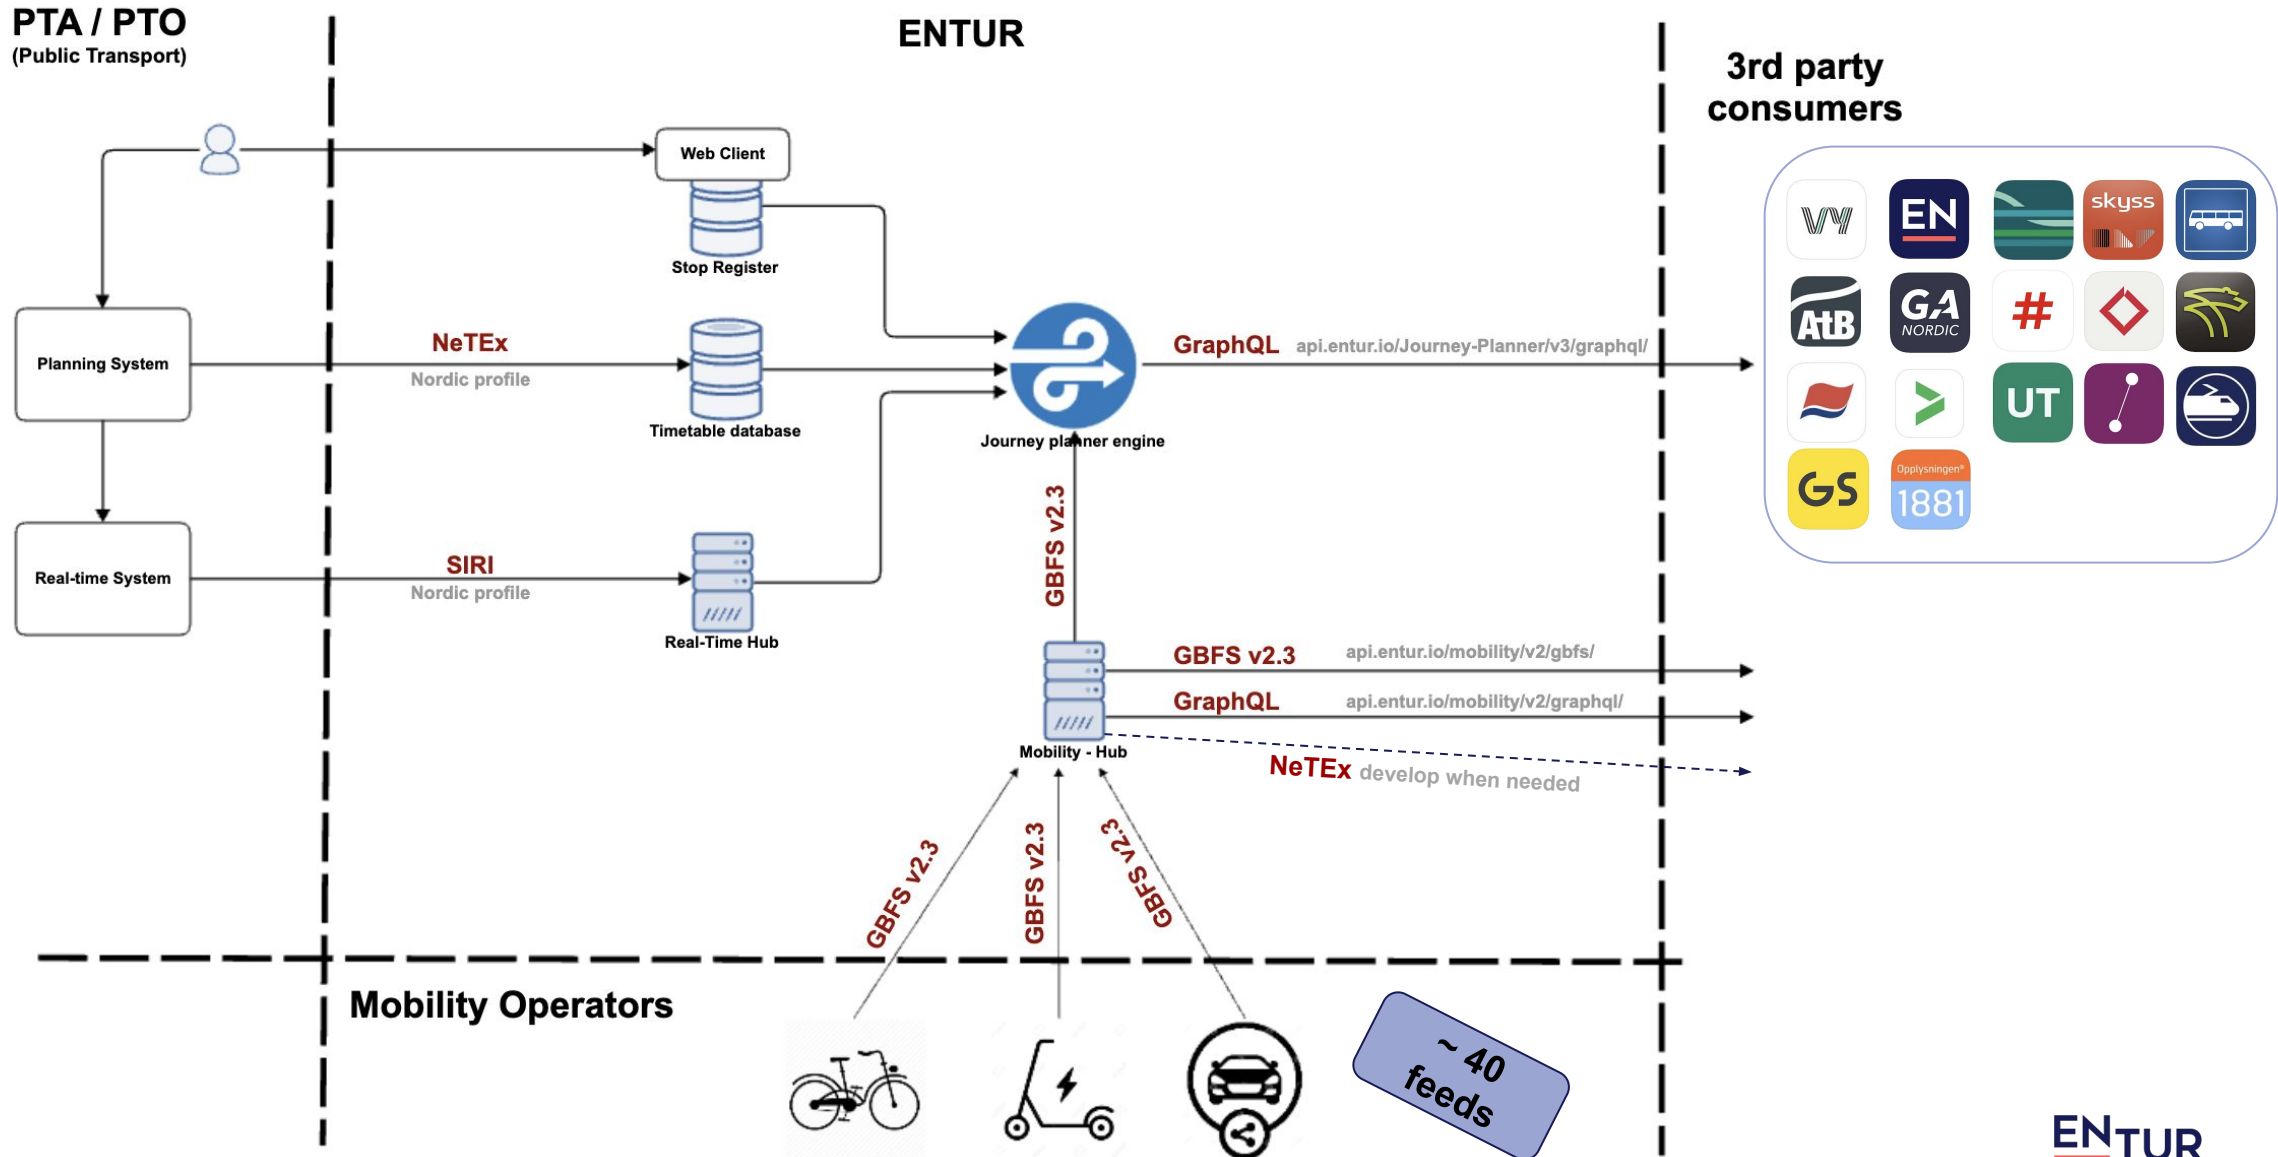 PTA / PTO
(Public Transport)
ENTUR
3rd party
consumers
Web Client
Stop Register
Planning System
NeTEx
Nordic profile
Timetable database
Journey planner engine
GraphQL api.entur.io/Journey-Planner/v3/graphql/
Real-time System
SIRI
Nordic profile
Real-Time Hub
GBFS v2.3
GBFS v2.3 api.entur.io/mobility/v2/gbfs/
GraphQL api.entur.io/mobility/v2/graphql/
Mobility - Hub
NeTEx develop when needed
GBFS v2.3
GBFS v2.3
GBFS v2.3
Mobility Operators
~ 40
feeds
VY
EN
skyss
AtB
GA
NORDIC
#
UT
GS
Opplysningen®
1881
ENTUR